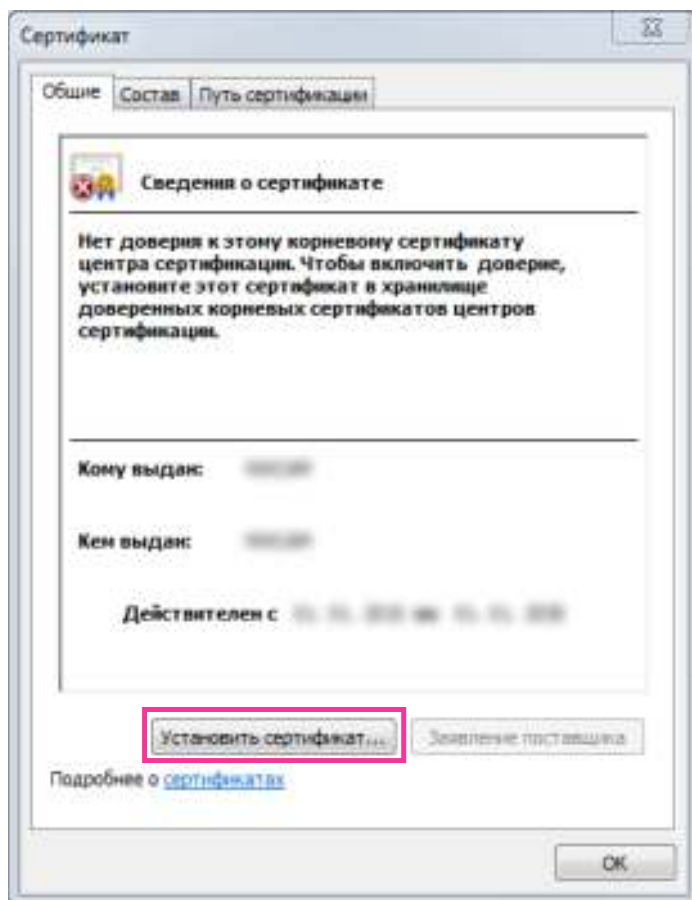 Сертификат
Общие Состав Путь сертификации
Сведения о сертификате
Нет доверия к этому корневому сертификату
центра сертификации. Чтобы включить доверие,
установите этот сертификат в хранилище
доверенных корневых сертификатов центров
сертификации.
Кому выдан:
Кем выдан:
Действителен с
Установить сертификат... Заявление поставщика
Подробнее о сертификатах
ОК